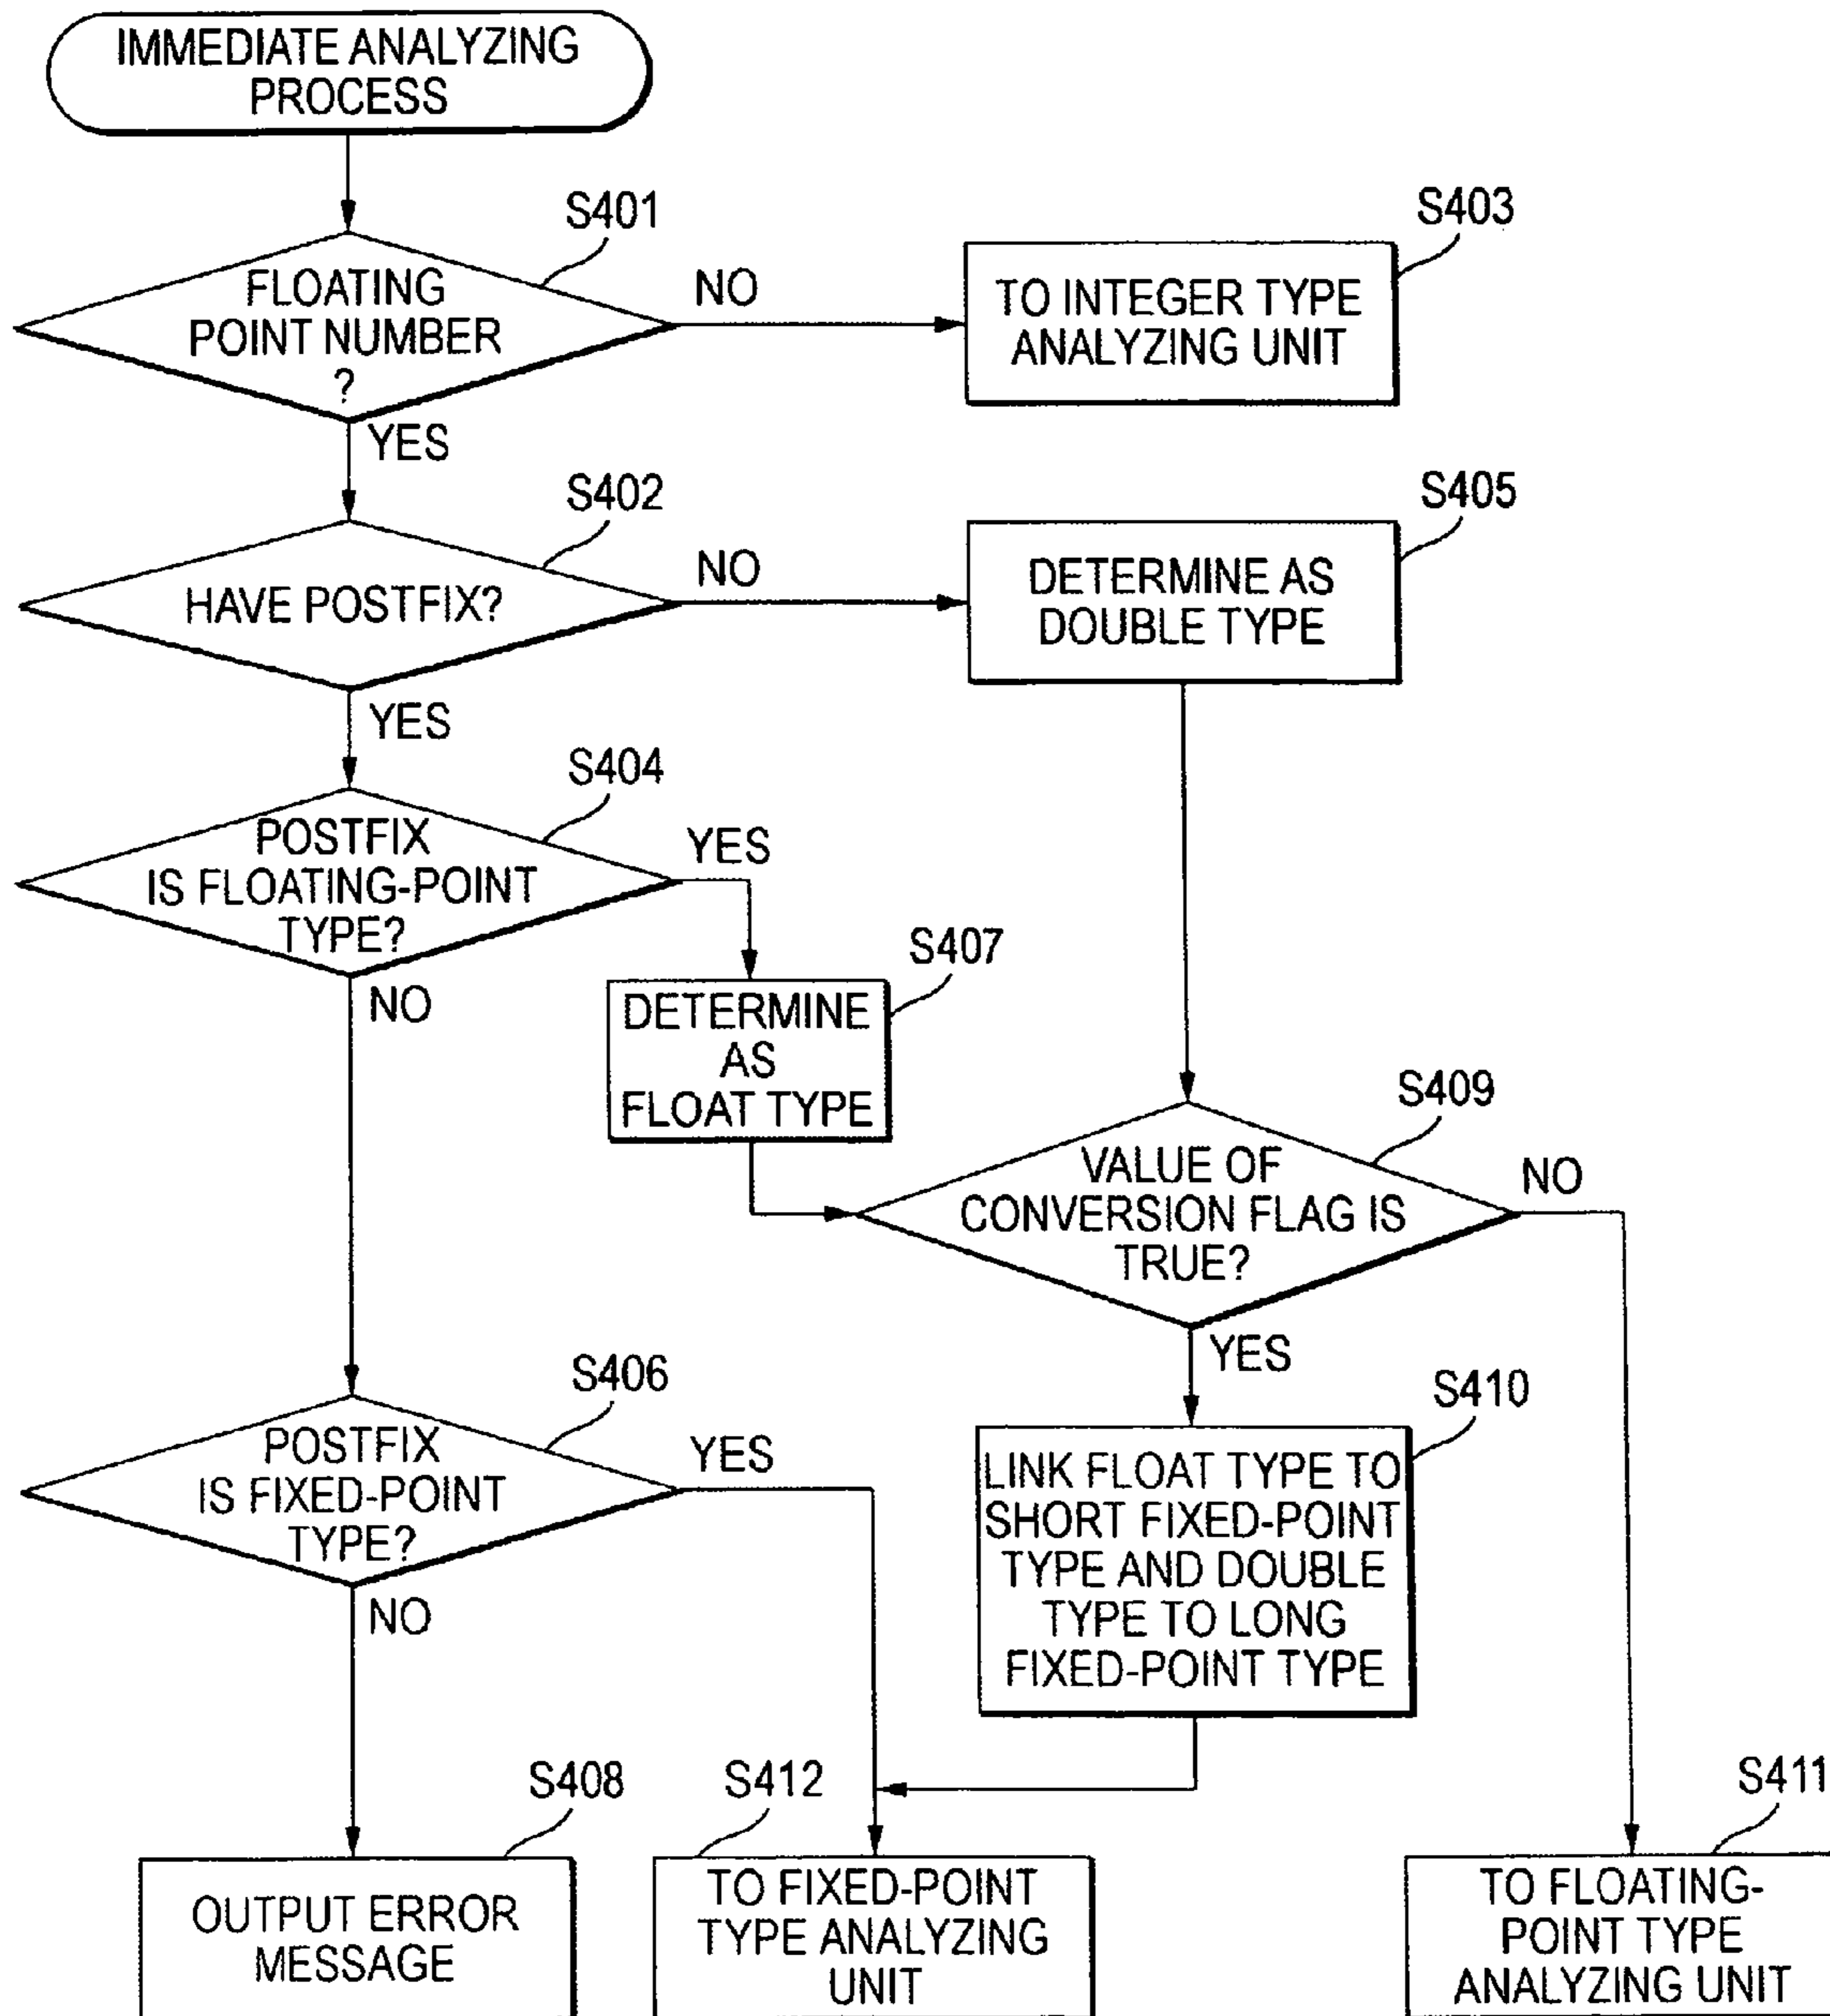 IMMEDIATE ANALYZING
PROCESS
S401
FLOATING
POINT NUMBER
?
NO
S403
TO INTEGER TYPE
ANALYZING UNIT
YES
S402
HAVE POSTFIX?
NO
S405
DETERMINE AS
DOUBLE TYPE
YES
S404
POSTFIX
IS FLOATING-POINT
TYPE?
YES
S407
DETERMINE
AS
FLOAT TYPE
NO
S409
VALUE OF
CONVERSION FLAG IS
TRUE?
NO
YES
S406
POSTFIX
IS FIXED-POINT
TYPE?
YES
S410
LINK FLOAT TYPE TO
SHORT FIXED-POINT
TYPE AND DOUBLE
TYPE TO LONG
FIXED-POINT TYPE
NO
S408
OUTPUT ERROR
MESSAGE
S412
TO FIXED-POINT
TYPE ANALYZING
UNIT
S411
TO FLOATING-
POINT TYPE
ANALYZING UNIT